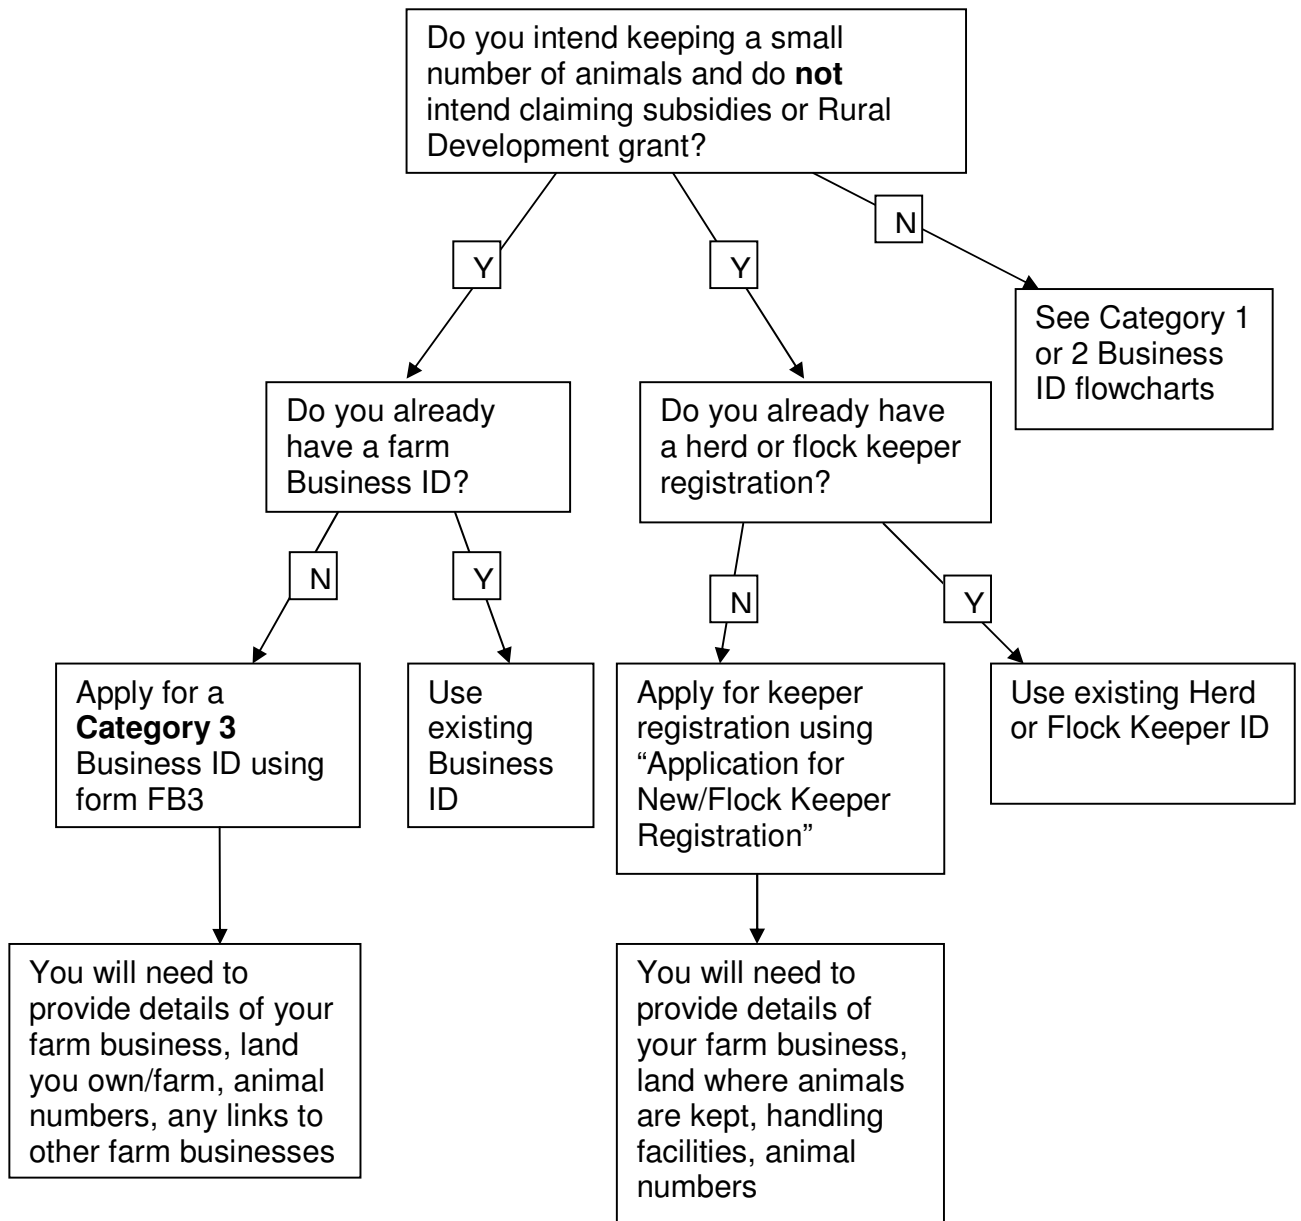 Do you intend keeping a small
number of animals and do not
intend claiming subsidies or Rural
Development grant?
Y
Y
N
See Category 1
or 2 Business
ID flowcharts
Do you already
have a farm
Business ID?
Do you already have
a herd or flock keeper
registration?
N
Y
N
Y
Apply for a
Category 3
Business ID using
form FB3
Use
existing
Business
ID
Apply for keeper
registration using
“Application for
New/Flock Keeper
Registration”
Use existing Herd
or Flock Keeper ID
You will need to
provide details of your
farm business, land
you own/farm, animal
numbers, any links to
other farm businesses
You will need to
provide details of
your farm business,
land where animals
are kept, handling
facilities, animal
numbers